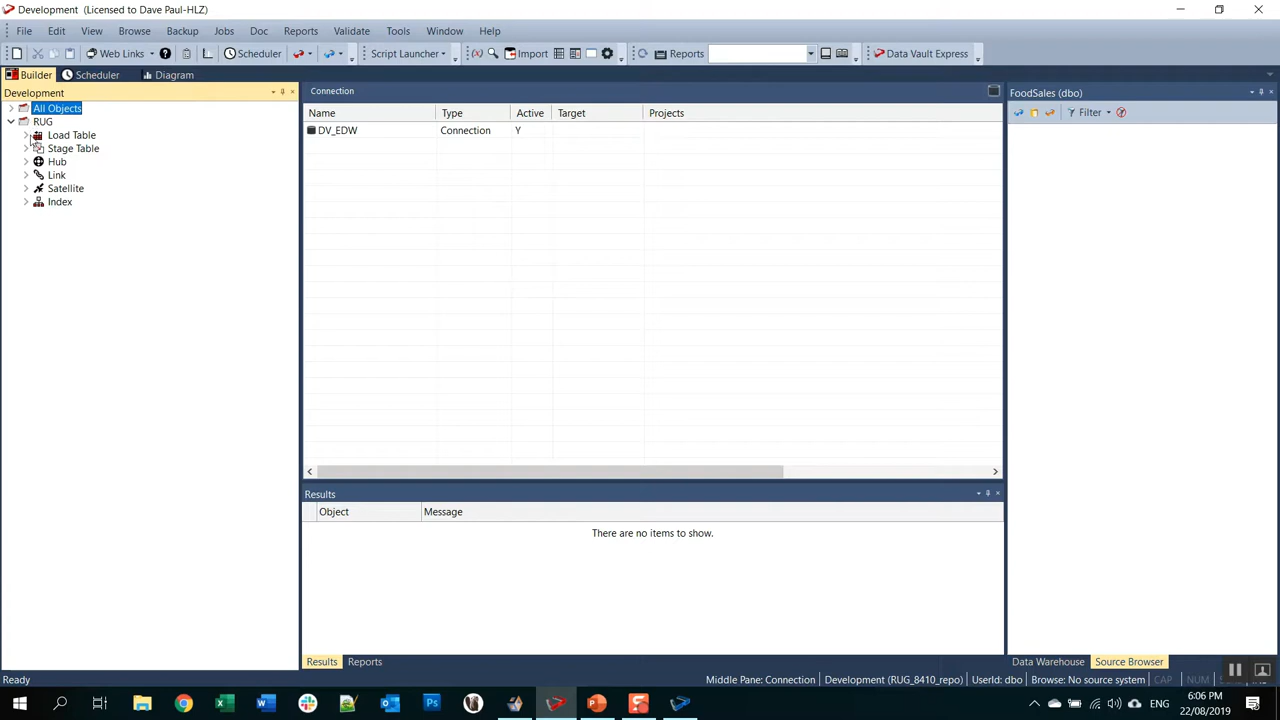 Development (Licensed to Dave Paul-HLZ)
File Edit View Browse Backup Jobs Doc Reports Validate Tools Window Help
Web Links Scheduler Script Launcher (x) Import Reports Data Vault Express
Builder Scheduler Diagram
Development
All Objects
RUG
Load Table
Stage Table
Hub
Link
Satellite
Index
Connection
Name Type Active Target Projects
DV_EDW Connection Y
Results
Object Message
There are no items to show.
Results Reports
FoodSales (dbo)
Filter
Data Warehouse Source Browser
Ready Middle Pane: Connection Development (RUG_8410_repo) UserId: dbo Browse: No source system CAP NUM
ENG
6:06 PM
22/08/2019